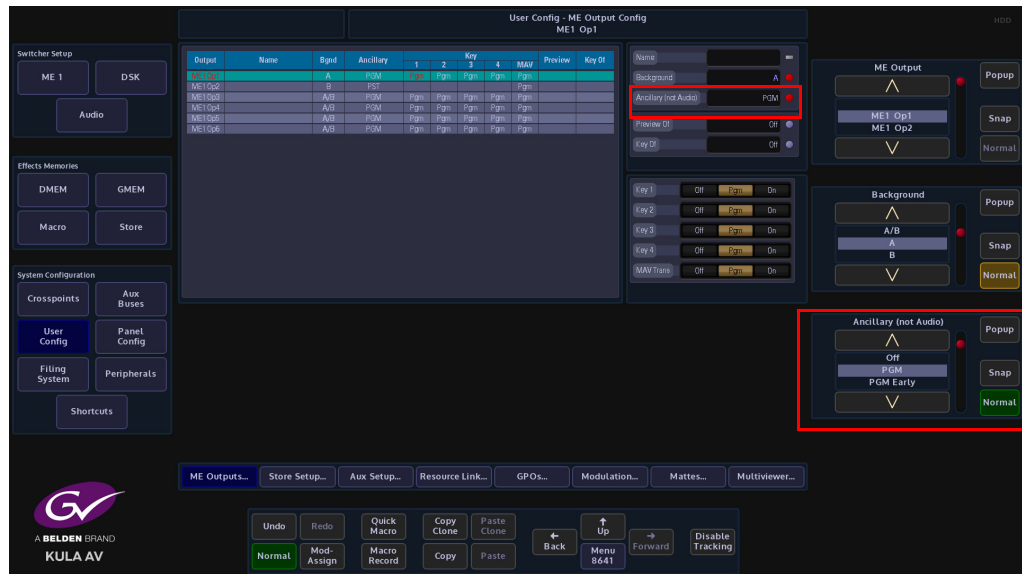 User Config - ME Output Config
ME1 Op1
HDD
Switcher Setup
ME 1
DSK
Audio
Effects Memories
DMEM
GMEM
Macro
Store
System Configuration
Crosspoints
Aux Buses
User Config
Panel Config
Filing System
Peripherals
Shortcuts
Output Name Bgnd Ancillary Key Preview Key Of
1 2 3 4 MAV
ME1 Op1 A PGM Pgm Pgm Pgm Pgm Pgm
ME1 Op2 B PST Pgm
ME1 Op3 A/B PGM Pgm Pgm Pgm Pgm Pgm
ME1 Op4 A/B PGM Pgm Pgm Pgm Pgm Pgm
ME1 Op5 A/B PGM Pgm Pgm Pgm Pgm Pgm
ME1 Op6 A/B PGM Pgm Pgm Pgm Pgm Pgm
Name
Background A
Ancillary (not Audio) PGM
Preview Of Off
Key Of Off
Key 1 Off Pgm On
Key 2 Off Pgm On
Key 3 Off Pgm On
Key 4 Off Pgm On
MAV Trans Off Pgm On
ME Output
ME1 Op1
ME1 Op2
Popup
Snap
Normal
Background
A/B
A
B
Popup
Snap
Normal
Ancillary (not Audio)
Off
PGM
PGM Early
Popup
Snap
Normal
ME Outputs... Store Setup... Aux Setup... Resource Link... GPOs... Modulation... Mattes... Multiviewer...
GV
A BELDEN BRAND
KULA AV
Undo
Redo
Quick Macro
Copy Clone
Paste Clone
Normal
Mod-Assign
Macro Record
Copy
Paste
Back
Up
Menu 8641
Forward
Disable Tracking